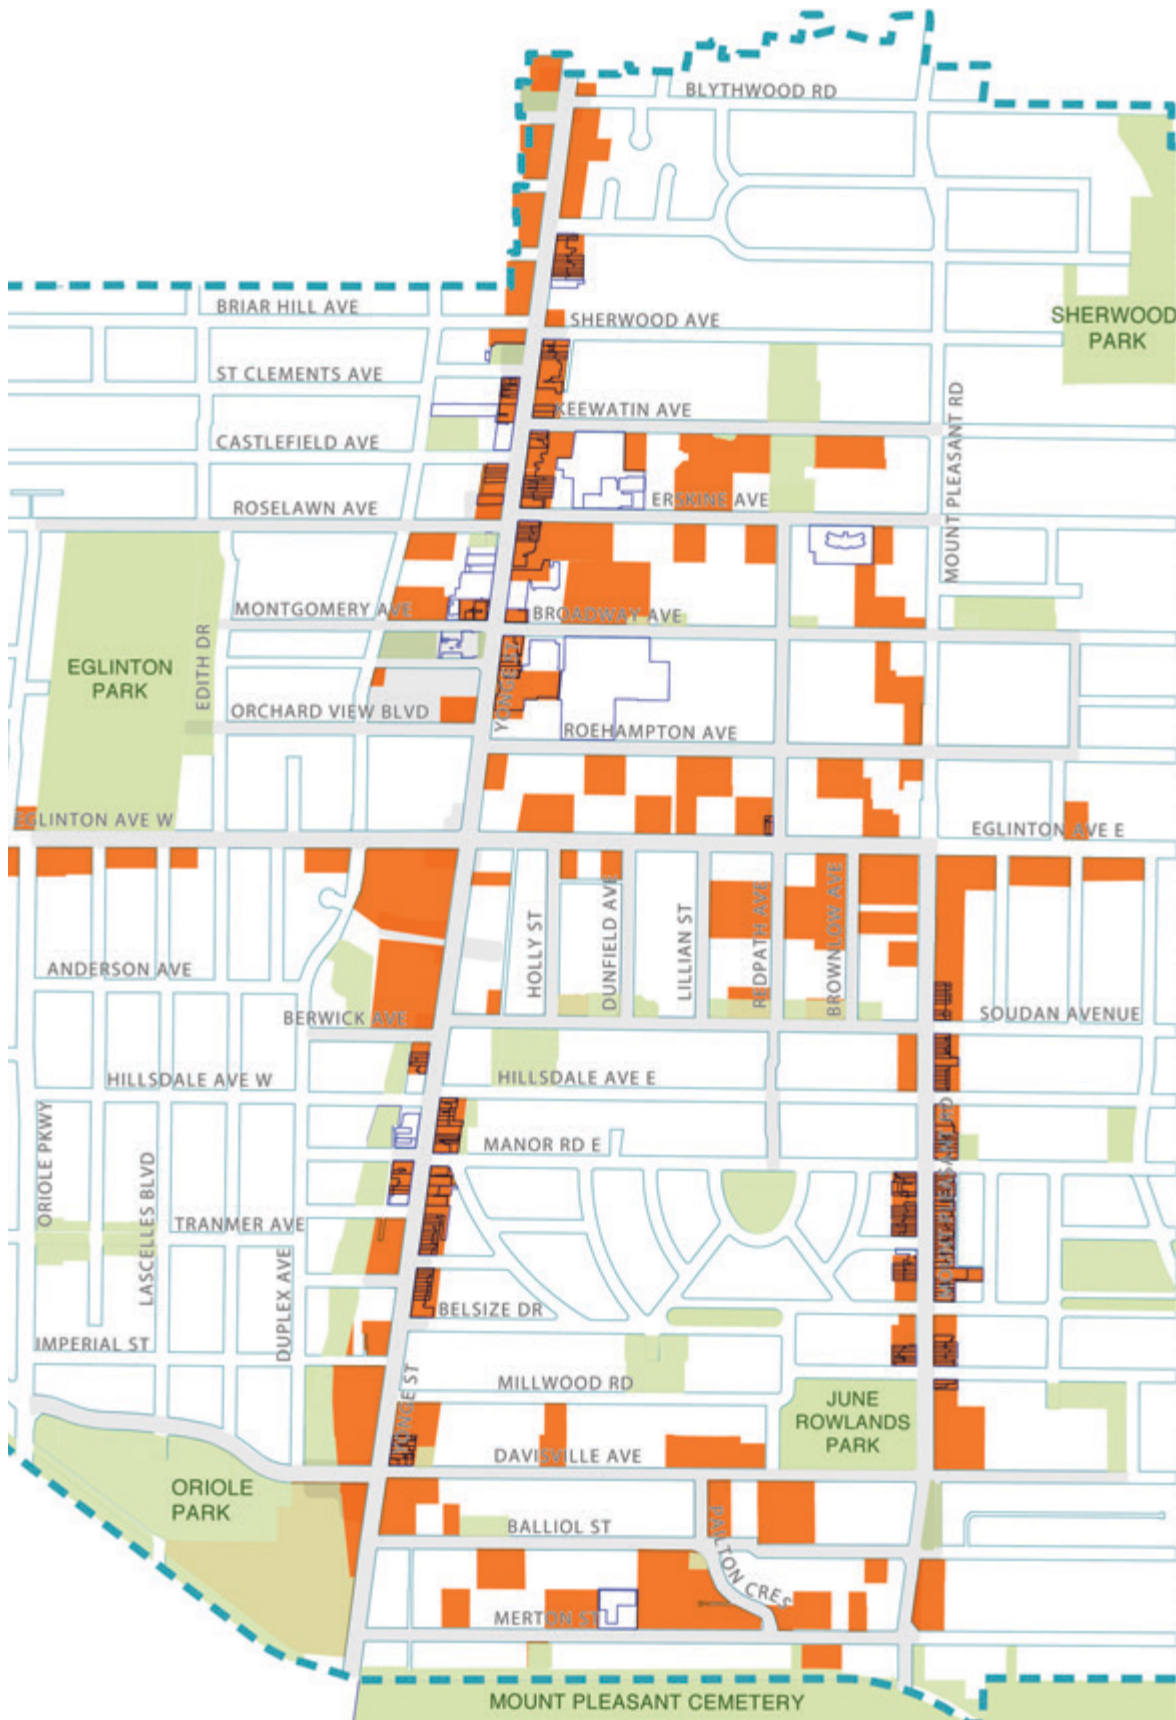 BLYTHWOOD RD
BRIAR HILL AVE
SHERWOOD AVE
SHERWOOD
PARK
ST CLEMENTS AVE
KEEWATIN AVE
MOUNT PLEASANT RD
CASTLEFIELD AVE
ERSKINE AVE
ROSELAWN AVE
MONTGOMERY AVE
BROADWAY AVE
EDITH DR
EGLINTON
PARK
YONGE ST
ORCHARD VIEW BLVD
ROEHAMPTON AVE
EGLINTON AVE W
EGLINTON AVE E
HOLLY ST
DUNFIELD AVE
LILLIAN ST
REDPATH AVE
BROWNLOW AVE
ANDERSON AVE
BERWICK AVE
SOUDAN AVENUE
HILLSDALE AVE W
HILLSDALE AVE E
MANOR RD E
MOUNT PLEASANT RD
ORIOLE PKWY
LASCELLES BLVD
TRANMER AVE
DUPLEX AVE
BELSIZE DR
IMPERIAL ST
YONGE ST
MILLWOOD RD
JUNE
ROWLANDS
PARK
DAVISVILLE AVE
ORIOLE
PARK
BALLIOL ST
PAILTON CRES
MERTON ST
MOUNT PLEASANT CEMETERY